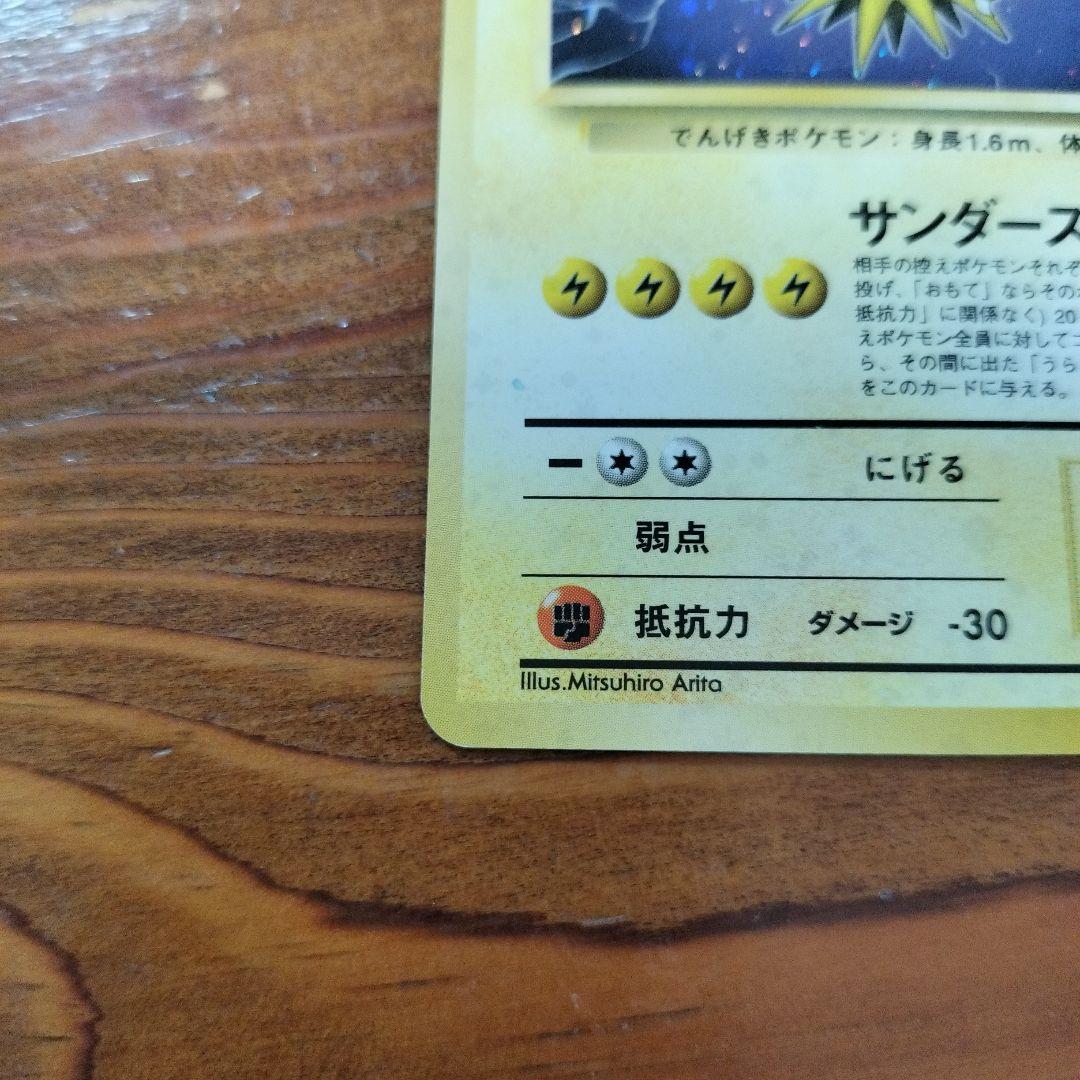 でんげきポケモン：身長1.6m、体
サンダース
相手の控えポケモンそれぞ
投げ、「おもて」ならその
抵抗力」に関係なく) 20
えポケモン全員に対してコ
ら、その間に出た「うら
をこのカードに与える。
にげる
弱点
抵抗力 ダメージ -30
Illus.Mitsuhiro Arita